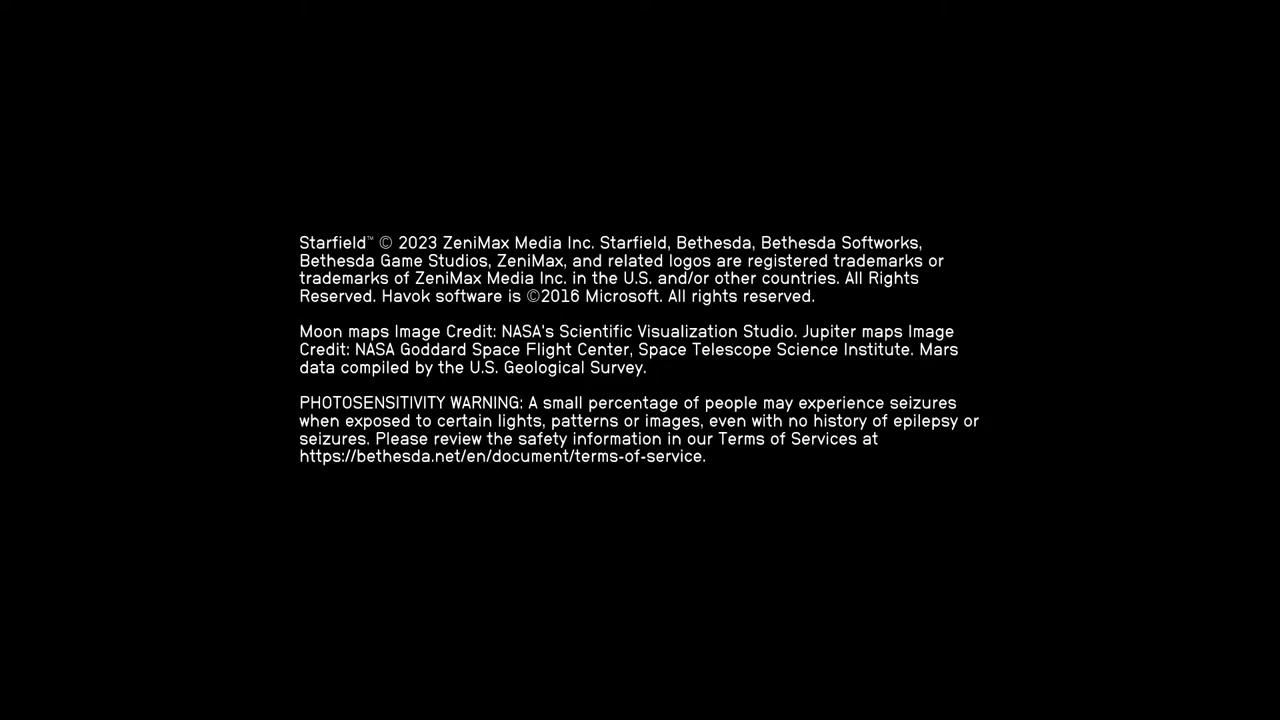 Starfield™ © 2023 ZeniMax Media Inc. Starfield, Bethesda, Bethesda Softworks,
Bethesda Game Studios, ZeniMax, and related logos are registered trademarks or
trademarks of ZeniMax Media Inc. in the U.S. and/or other countries. All Rights
Reserved. Havok software is ©2016 Microsoft. All rights reserved.
Moon maps Image Credit: NASA's Scientific Visualization Studio. Jupiter maps Image
Credit: NASA Goddard Space Flight Center, Space Telescope Science Institute. Mars
data compiled by the U.S. Geological Survey.
PHOTOSENSITIVITY WARNING: A small percentage of people may experience seizures
when exposed to certain lights, patterns or images, even with no history of epilepsy or
seizures. Please review the safety information in our Terms of Services at
https://bethesda.net/en/document/terms-of-service.